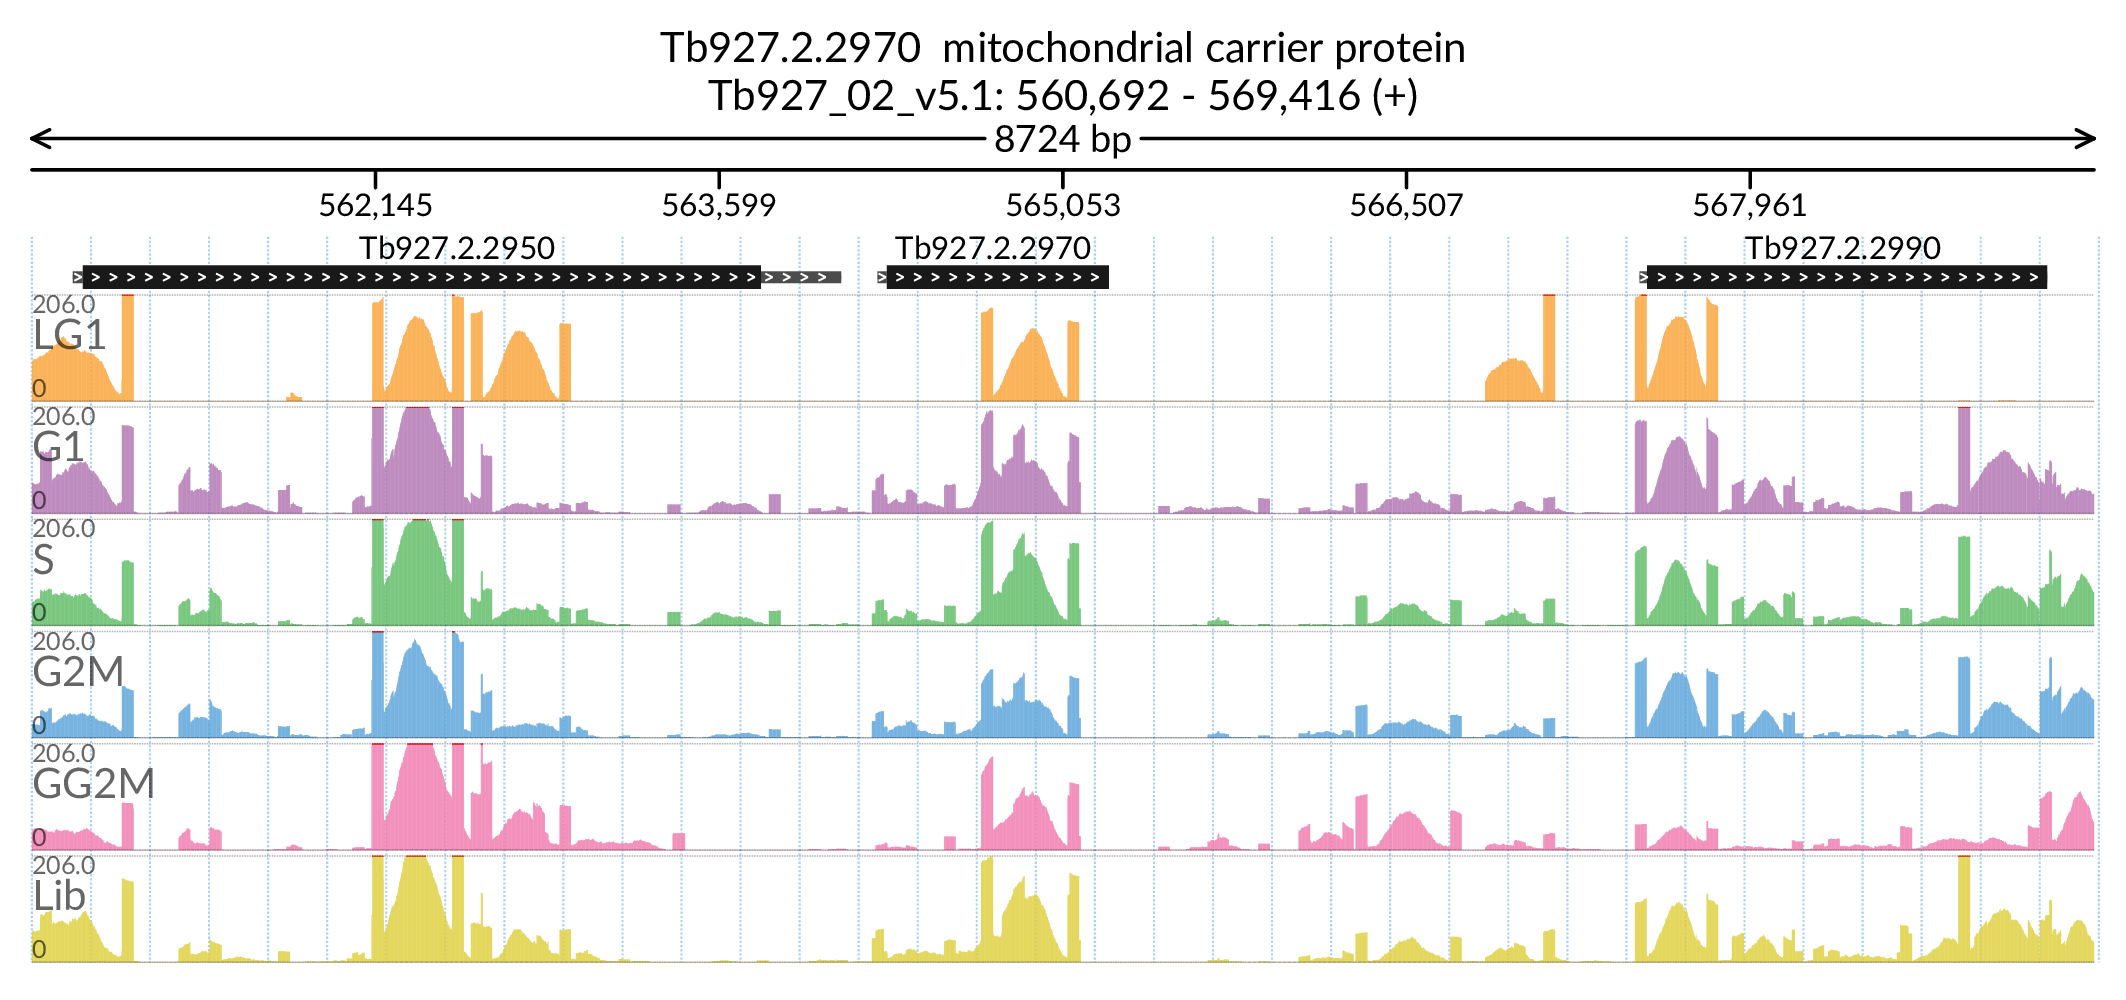 Tb927.2.2970  mitochondrial carrier protein
Tb927_02_v5.1: 560,692 - 569,416 (+)
8724 bp
562,145 563,599 565,053 566,507 567,961
Tb927.2.2950 Tb927.2.2970 Tb927.2.2990
206.0
LG1
0
206.0
G1
0
206.0
S
0
206.0
G2M
0
206.0
GG2M
0
206.0
Lib
0